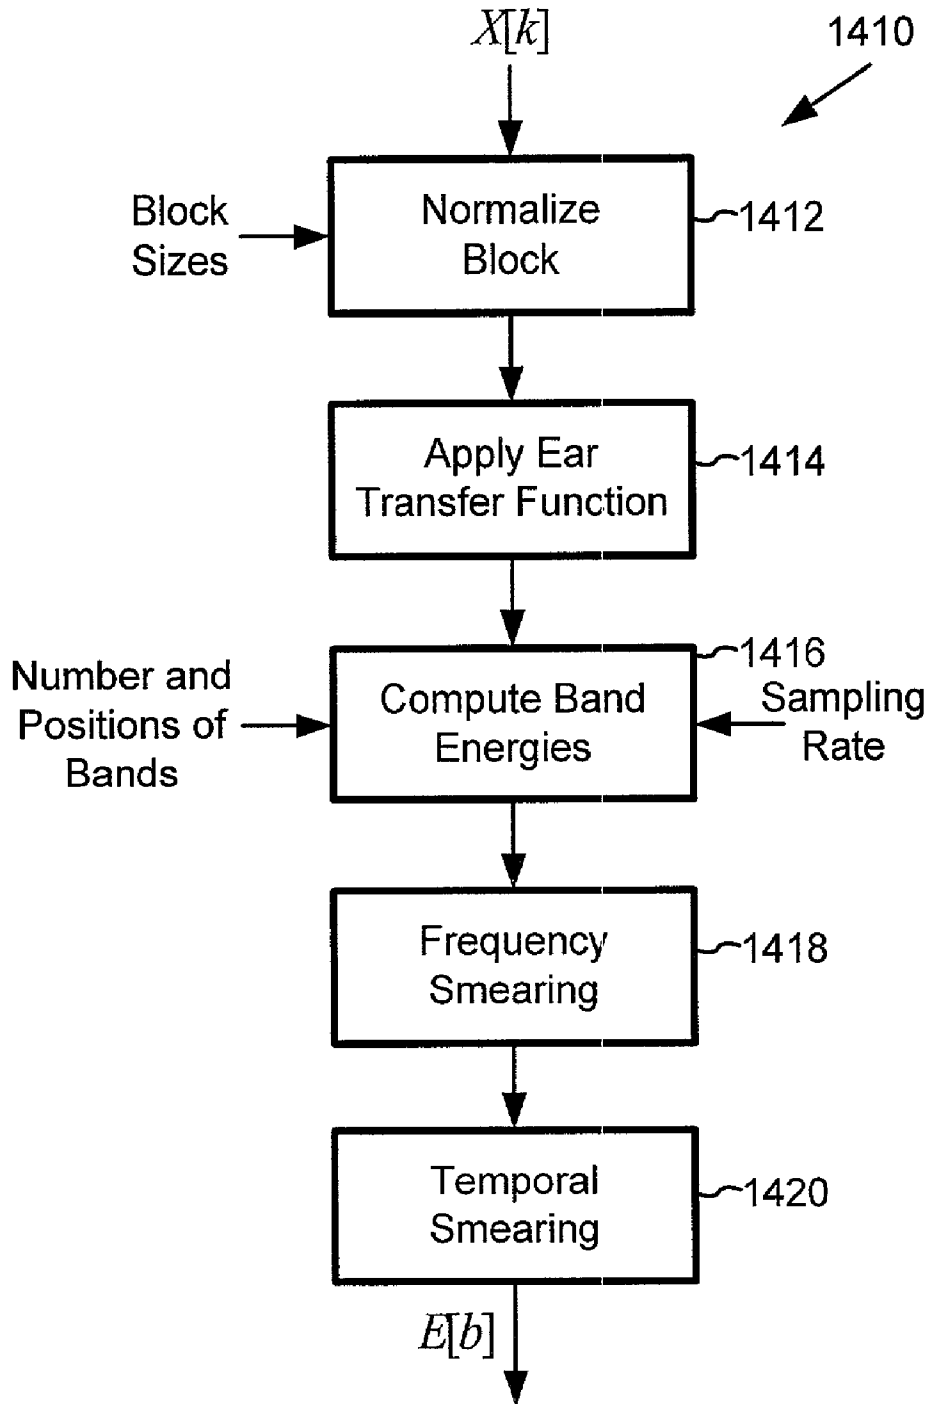 X[k]
1410
Block
Sizes
Normalize
Block
1412
Apply Ear
Transfer Function
1414
Number and
Positions of
Bands
Compute Band
Energies
1416
Sampling
Rate
Frequency
Smearing
1418
Temporal
Smearing
1420
E[b]